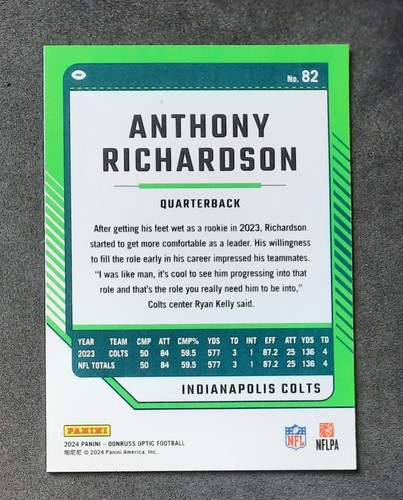 No. 82
ANTHONY
RICHARDSON
QUARTERBACK
After getting his feet wet as a rookie in 2023, Richardson
started to get more comfortable as a leader. His willingness
to fill the role early in his career impressed his teammates.
"I was like man, it's cool to see him progressing into that
role and that's the role you really need him to be into,"
Colts center Ryan Kelly said.
YEAR TEAM CMP ATT CMP% YDS TD INT EFF ATT YDS TD
2023 COLTS 50 84 59.5 577 3 1 87.2 25 136 4
NFL TOTALS 50 84 59.5 577 3 1 87.2 25 136 4
INDIANAPOLIS COLTS
PANINI
NFL
NFLPA
2024 PANINI – DONRUSS OPTIC FOOTBALL
帕尼尼 © 2024 Panini America, Inc.